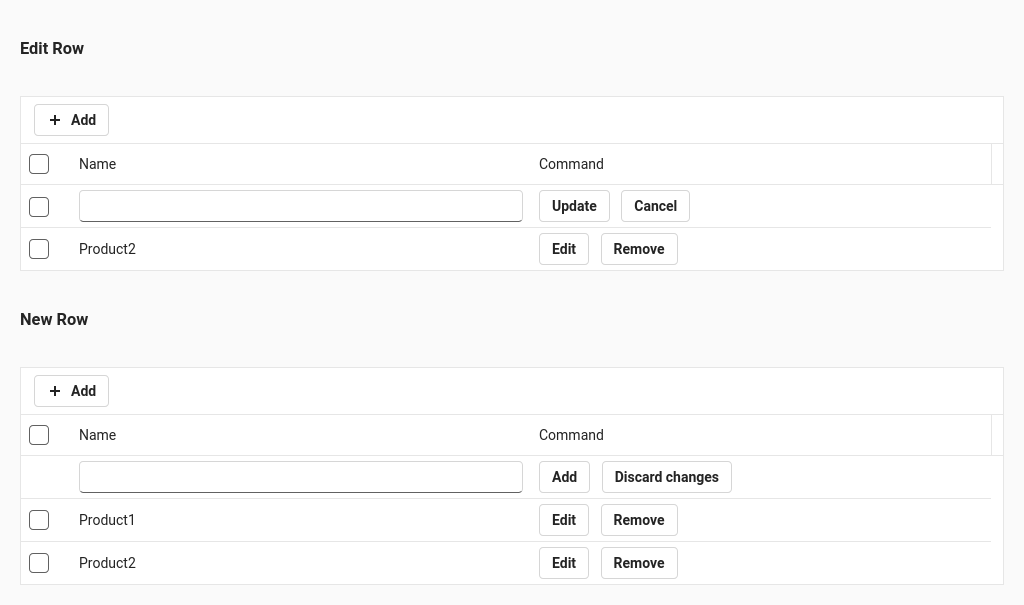 Edit Row
Add
Name Command
Update Cancel
Product2 Edit Remove
New Row
Add
Name Command
Add Discard changes
Product1 Edit Remove
Product2 Edit Remove